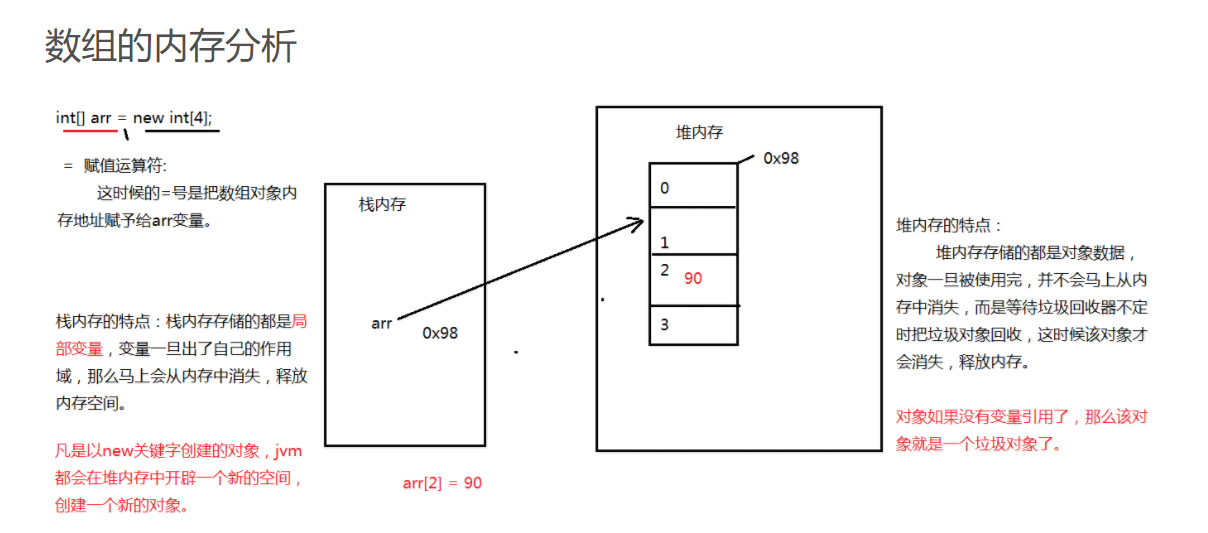 数组的内存分析
int[] arr = new int[4];
= 赋值运算符:
这时候的=号是把数组对象内
存地址赋予给arr变量。
栈内存的特点：栈内存存储的都是局
部变量，变量一旦出了自己的作用
域，那么马上会从内存中消失，释放
内存空间。
凡是以new关键字创建的对象，jvm
都会在堆内存中开辟一个新的空间，
创建一个新的对象。
栈内存
arr
0x98
arr[2] = 90
堆内存
0x98
0
1
2 90
3
堆内存的特点：
堆内存存储的都是对象数据，
对象一旦被使用完，并不会马上从内
存中消失，而是等待垃圾回收器不定
时把垃圾对象回收，这时候该对象才
会消失，释放内存。
对象如果没有变量引用了，那么该对
象就是一个垃圾对象了。